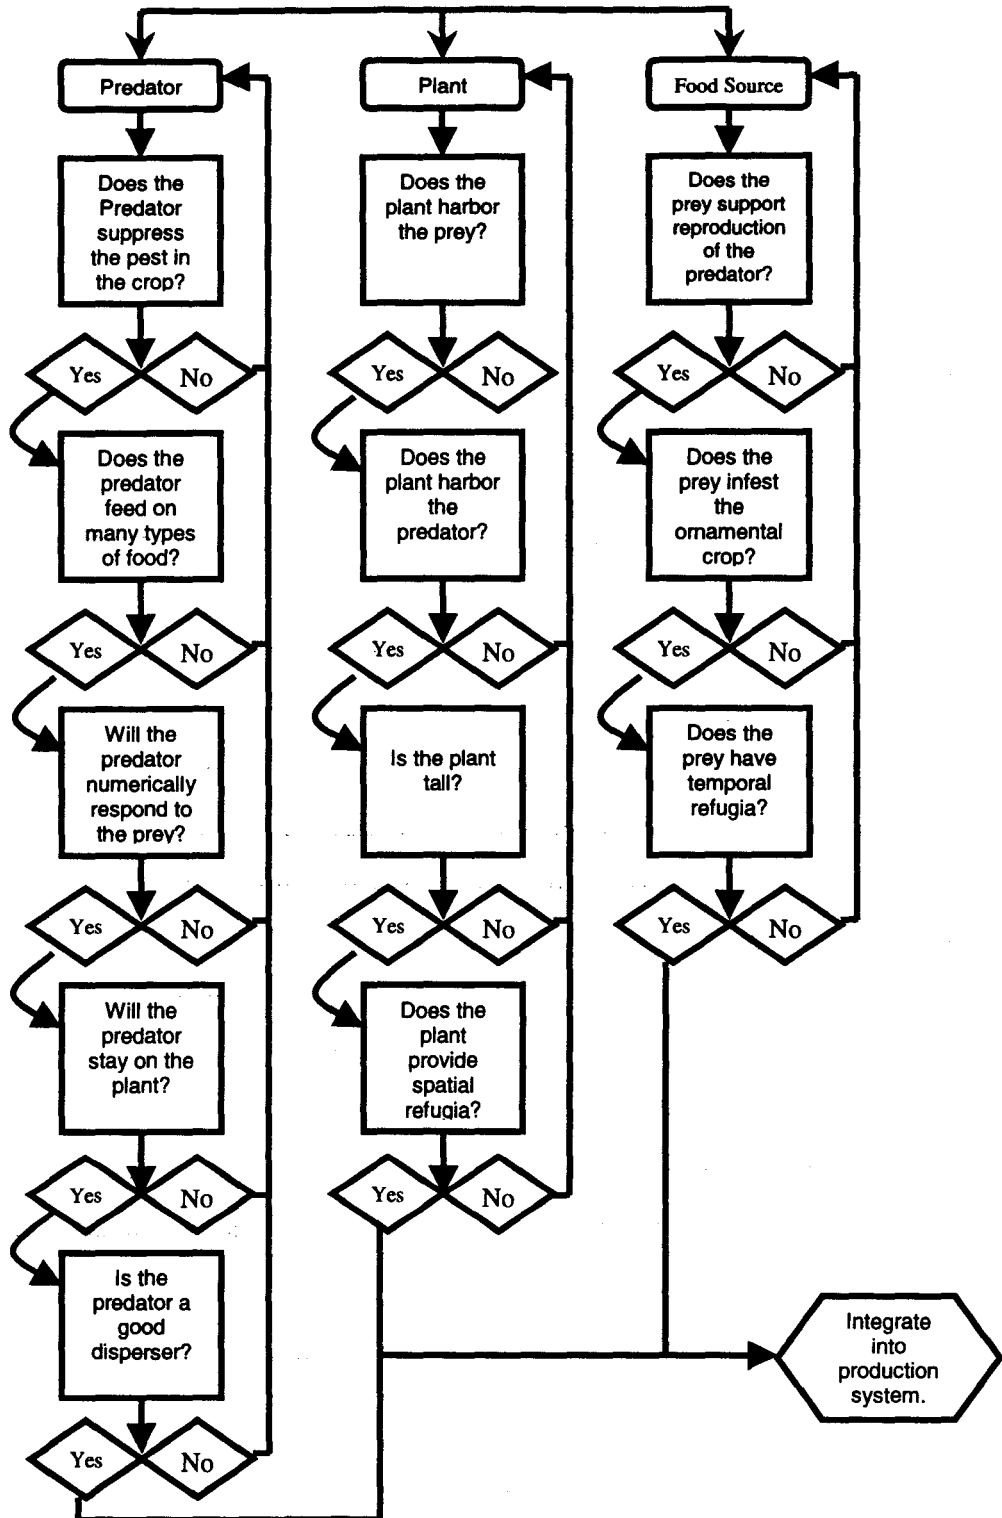 Predator
Does the
Predator
suppress
the pest in
the crop?
Yes
No
Does the
predator
feed on
many types
of food?
Yes
No
Will the
predator
numerically
respond to
the prey?
Yes
No
Will the
predator
stay on the
plant?
Yes
No
Is the
predator a
good
disperser?
Yes
No
Plant
Does the
plant harbor
the prey?
Yes
No
Does the
plant harbor
the
predator?
Yes
No
Is the plant
tall?
Yes
No
Does the
plant
provide
spatial
refugia?
Yes
No
Food Source
Does the
prey support
reproduction
of the
predator?
Yes
No
Does the
prey infest
the
ornamental
crop?
Yes
No
Does the
prey have
temporal
refugia?
Yes
No
Integrate
into
production
system.